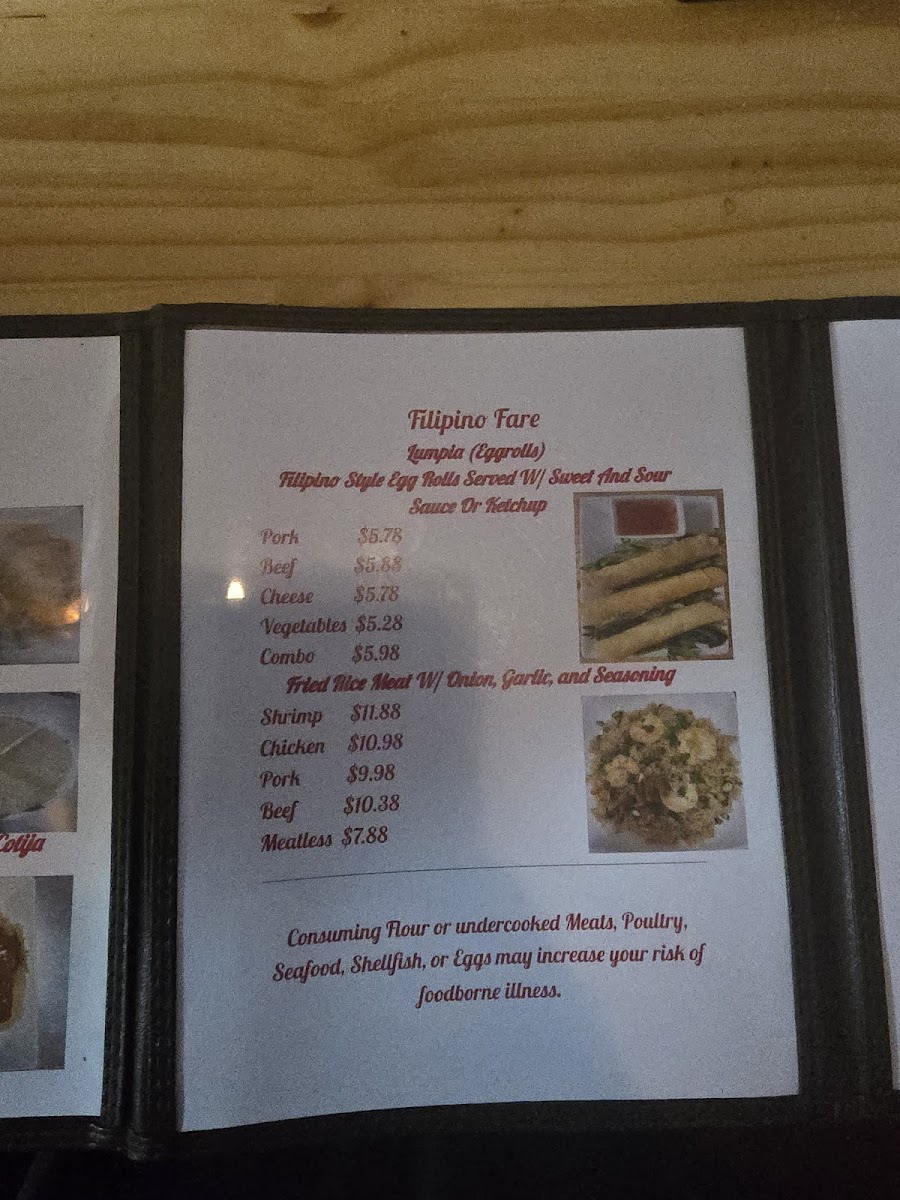 Filipino Fare
Lumpia (Eggrolls)
Filipino Style Egg Rolls Served W/ Sweet And Sour
Sauce Or Ketchup
Pork $5.78
Beef $5.88
Cheese $5.78
Vegetables $5.28
Combo $5.98
Fried Rice Meat W/ Onion, Garlic, and Seasoning
Shrimp $11.88
Chicken $10.98
Pork $9.98
Beef $10.38
Meatless $7.88
Consuming Flour or undercooked Meats, Poultry,
Seafood, Shellfish, or Eggs may increase your risk of
foodborne illness.
Cotija